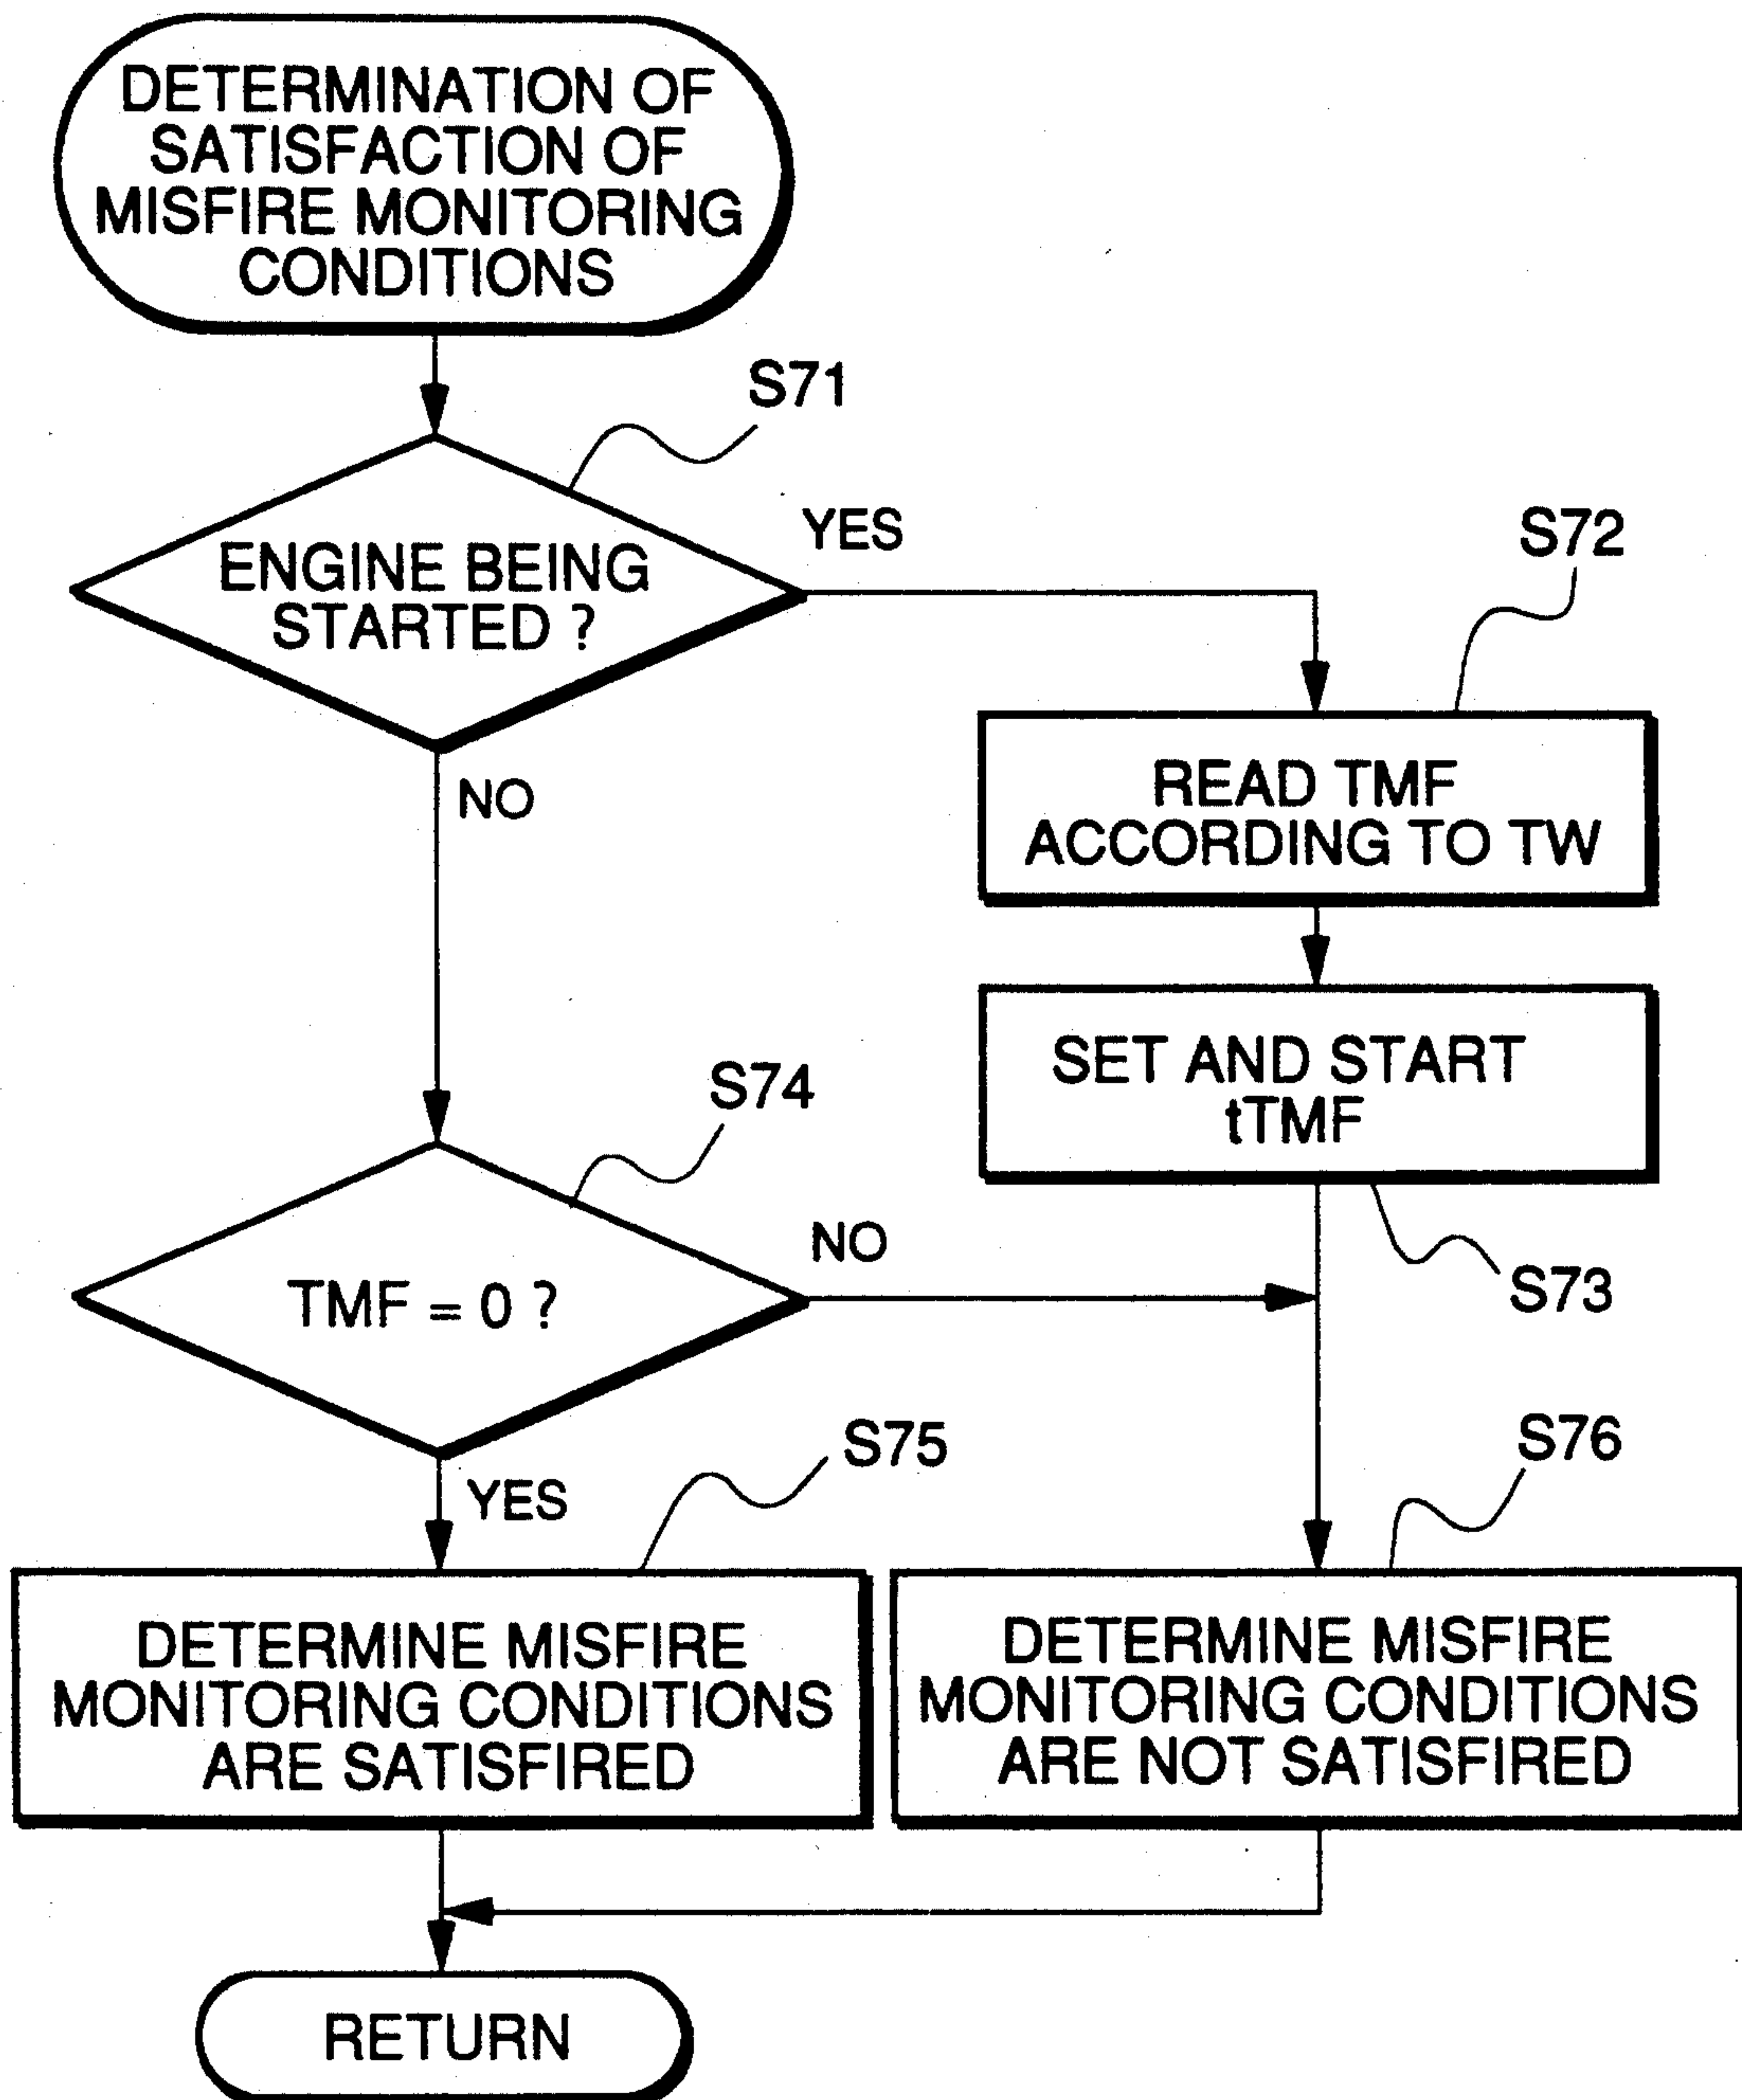 DETERMINATION OF
SATISFACTION OF
MISFIRE MONITORING
CONDITIONS
S71
ENGINE BEING
STARTED ?
YES
NO
S72
READ TMF
ACCORDING TO TW
SET AND START
tTMF
S73
S74
TMF = 0 ?
NO
YES
S75
DETERMINE MISFIRE
MONITORING CONDITIONS
ARE SATISFIRED
S76
DETERMINE MISFIRE
MONITORING CONDITIONS
ARE NOT SATISFIRED
RETURN